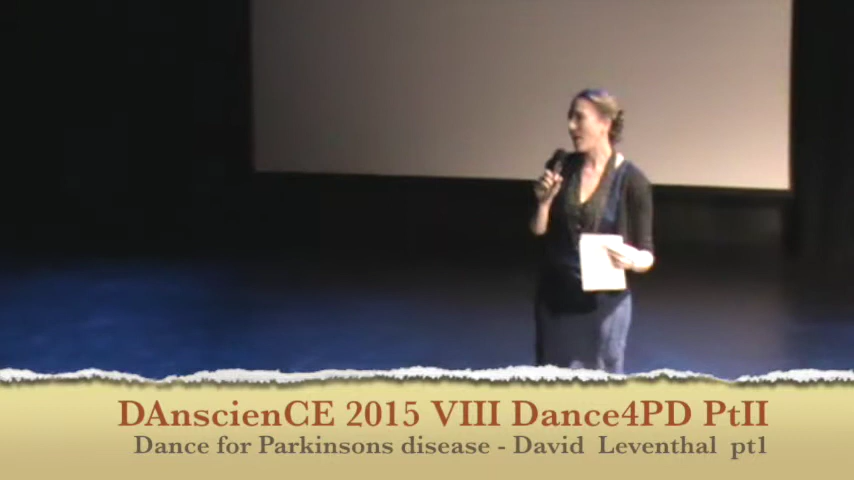 DAnscienCE 2015 VIII Dance4PD PtII
Dance for Parkinsons disease - David Leventhal pt1